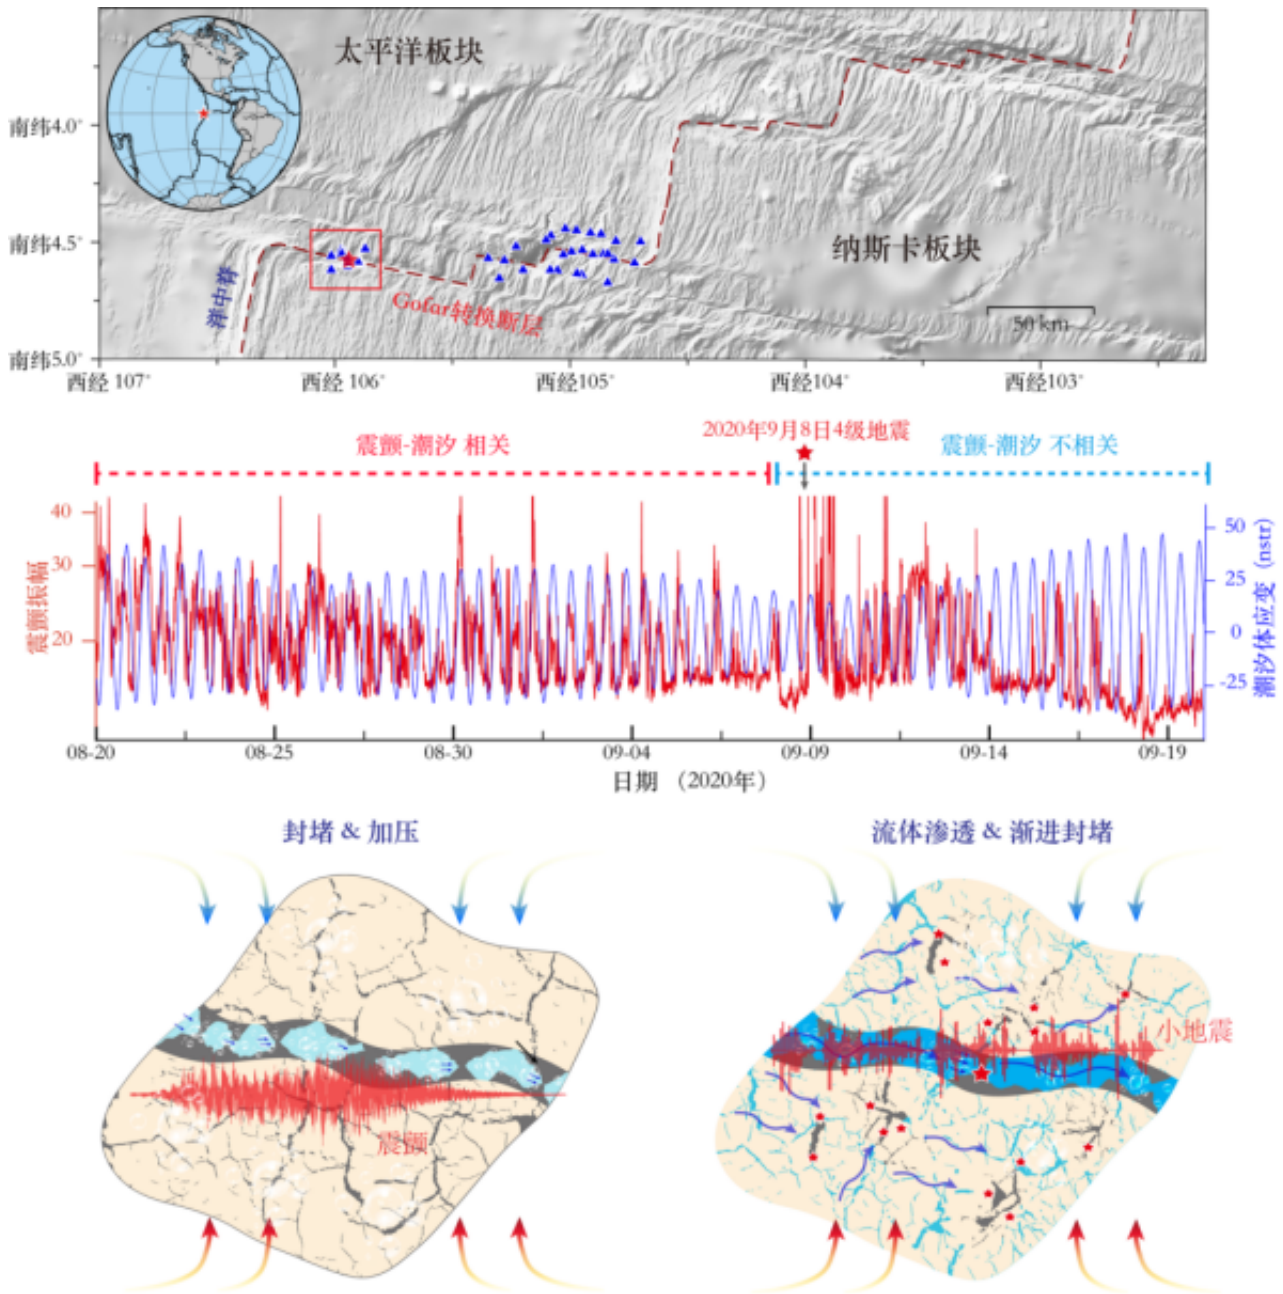 太平洋板块
南纬4.0°
南纬4.5°
南纬5.0°
纳斯卡板块
洋中脊
Gofar转换断层
50 km
西经107°
西经106°
西经105°
西经104°
西经103°
震颤-潮汐 相关
2020年9月8日4级地震
震颤-潮汐 不相关
震颤振幅
40
30
20
50
25
0
-25
潮汐体应变 (nstr)
08-20
08-25
08-30
09-04
09-09
09-14
09-19
日期 (2020年)
封堵 & 加压
流体渗透 & 渐进封堵
震颤
小地震